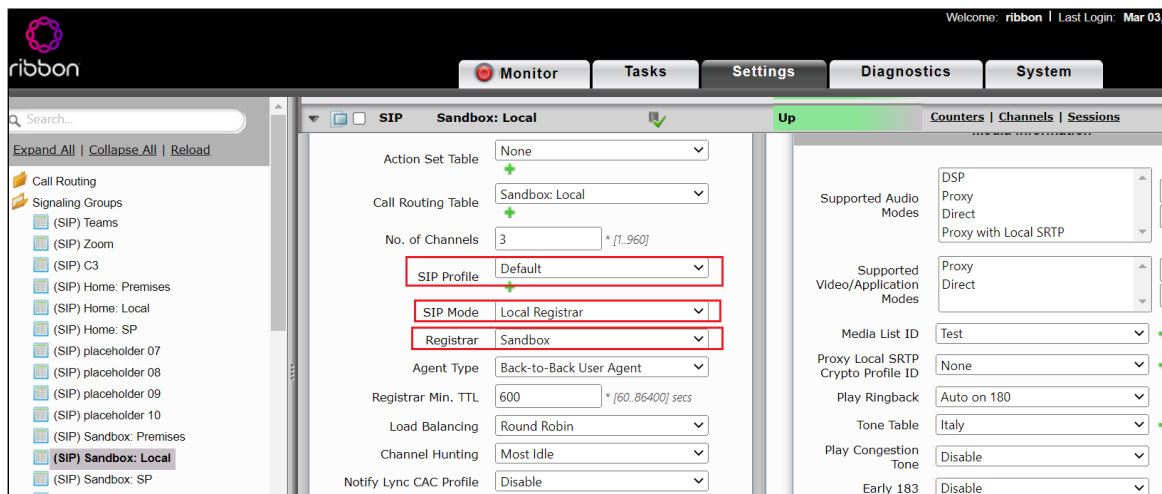 Welcome: ribbon | Last Login: Mar 03
ribbon
Monitor
Tasks
Settings
Diagnostics
System
Search...
Expand All | Collapse All | Reload
Call Routing
Signaling Groups
(SIP) Teams
(SIP) Zoom
(SIP) C3
(SIP) Home: Premises
(SIP) Home: Local
(SIP) Home: SP
(SIP) placeholder 07
(SIP) placeholder 08
(SIP) placeholder 09
(SIP) placeholder 10
(SIP) Sandbox: Premises
(SIP) Sandbox: Local
(SIP) Sandbox: SP
SIP Sandbox: Local
Up
Counters | Channels | Sessions
Action Set Table None
Call Routing Table Sandbox: Local
No. of Channels 3 * [1..960]
SIP Profile Default
SIP Mode Local Registrar
Registrar Sandbox
Agent Type Back-to-Back User Agent
Registrar Min. TTL 600 * [60..86400] secs
Load Balancing Round Robin
Channel Hunting Most Idle
Notify Lync CAC Profile Disable
Media Information
Supported Audio Modes
DSP
Proxy
Direct
Proxy with Local SRTP
Supported Video/Application Modes
Proxy
Direct
Media List ID Test
Proxy Local SRTP Crypto Profile ID None
Play Ringback Auto on 180
Tone Table Italy
Play Congestion Tone Disable
Early 183 Disable